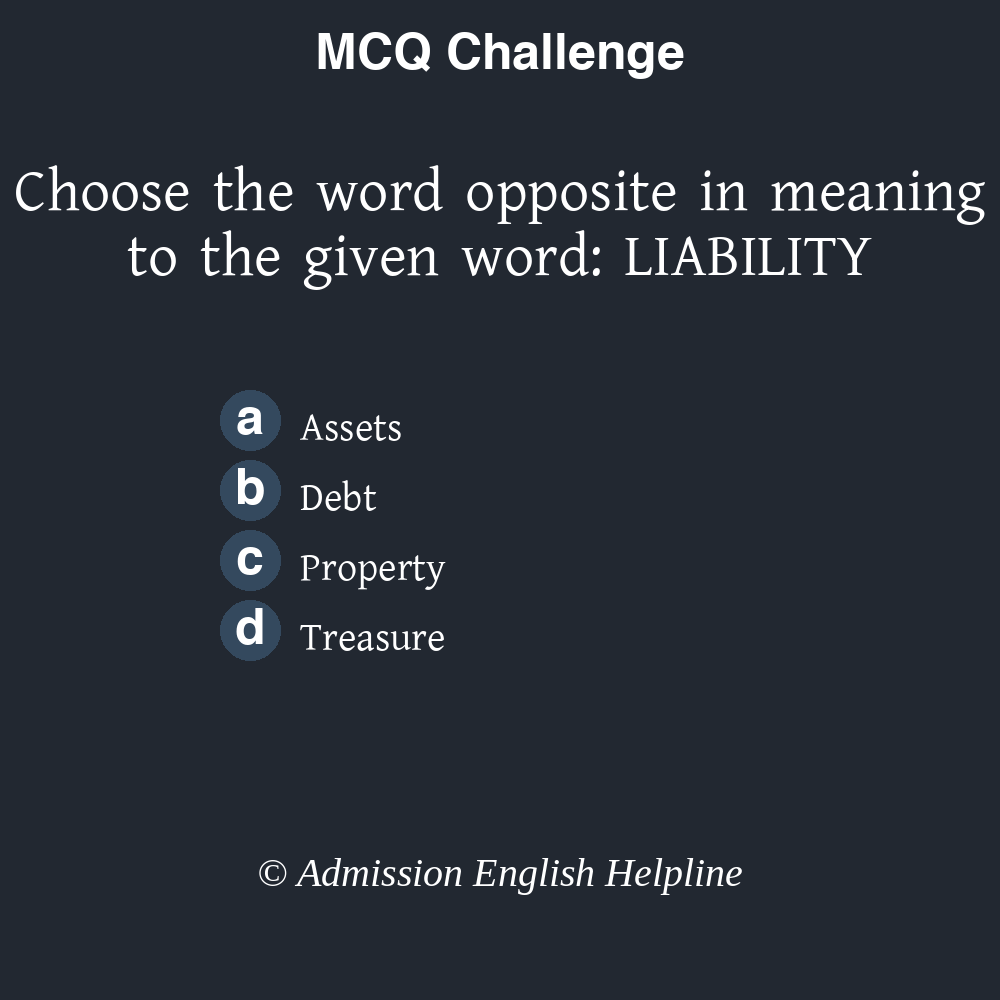 MCQ Challenge
Choose the word opposite in meaning
to the given word: LIABILITY
a Assets
b Debt
c Property
d Treasure
© Admission English Helpline